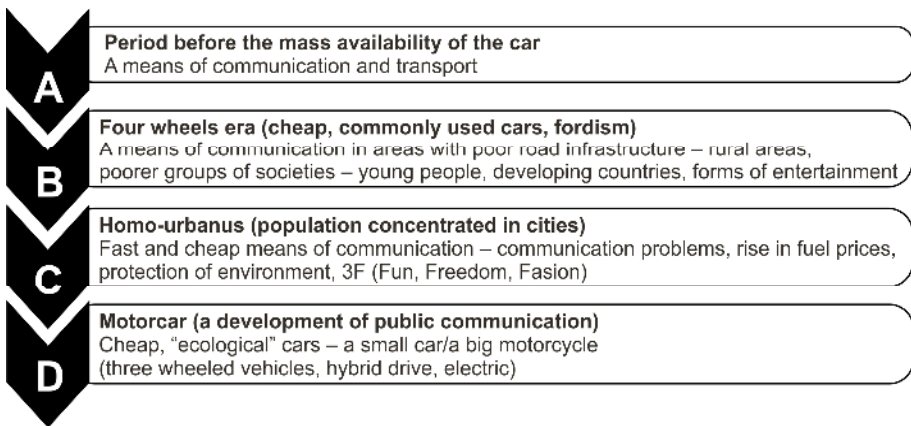 A
Period before the mass availability of the car
A means of communication and transport
B
Four wheels era (cheap, commonly used cars, fordism)
A means of communication in areas with poor road infrastructure – rural areas,
poorer groups of societies – young people, developing countries, forms of entertainment
C
Homo-urbanus (population concentrated in cities)
Fast and cheap means of communication – communication problems, rise in fuel prices,
protection of environment, 3F (Fun, Freedom, Fasion)
D
Motorcar (a development of public communication)
Cheap, “ecological” cars – a small car/a big motorcycle
(three wheeled vehicles, hybrid drive, electric)